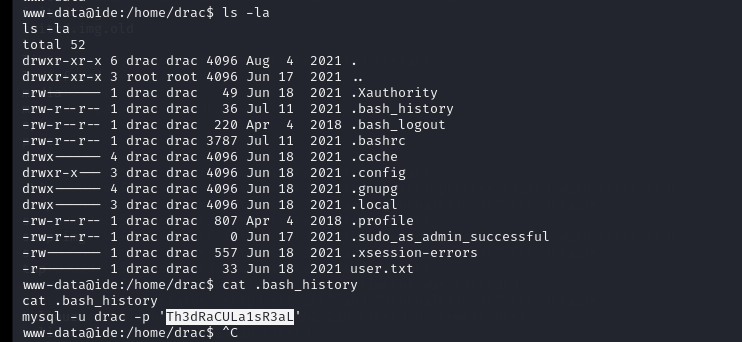 www-data@ide:/home/drac$ ls -la
ls -la
total 52
drwxr-xr-x 6 drac drac 4096 Aug  4  2021 .
drwxr-xr-x 3 root root 4096 Jun 17  2021 ..
-rw------- 1 drac drac   49 Jun 18  2021 .Xauthority
-rw-r--r-- 1 drac drac   36 Jul 11  2021 .bash_history
-rw-r--r-- 1 drac drac  220 Apr  4  2018 .bash_logout
-rw-r--r-- 1 drac drac 3787 Jul 11  2021 .bashrc
drwx------ 4 drac drac 4096 Jun 18  2021 .cache
drwxr-x--- 3 drac drac 4096 Jun 18  2021 .config
drwx------ 4 drac drac 4096 Jun 18  2021 .gnupg
drwx------ 3 drac drac 4096 Jun 18  2021 .local
-rw-r--r-- 1 drac drac  807 Apr  4  2018 .profile
-rw-r--r-- 1 drac drac    0 Jun 17  2021 .sudo_as_admin_successful
-rw------- 1 drac drac  557 Jun 18  2021 .xsession-errors
-r-------- 1 drac drac   33 Jun 18  2021 user.txt
www-data@ide:/home/drac$ cat .bash_history
cat .bash_history
mysql -u drac -p 'Th3dRaCULa1sR3aL'
www-data@ide:/home/drac$ ^C